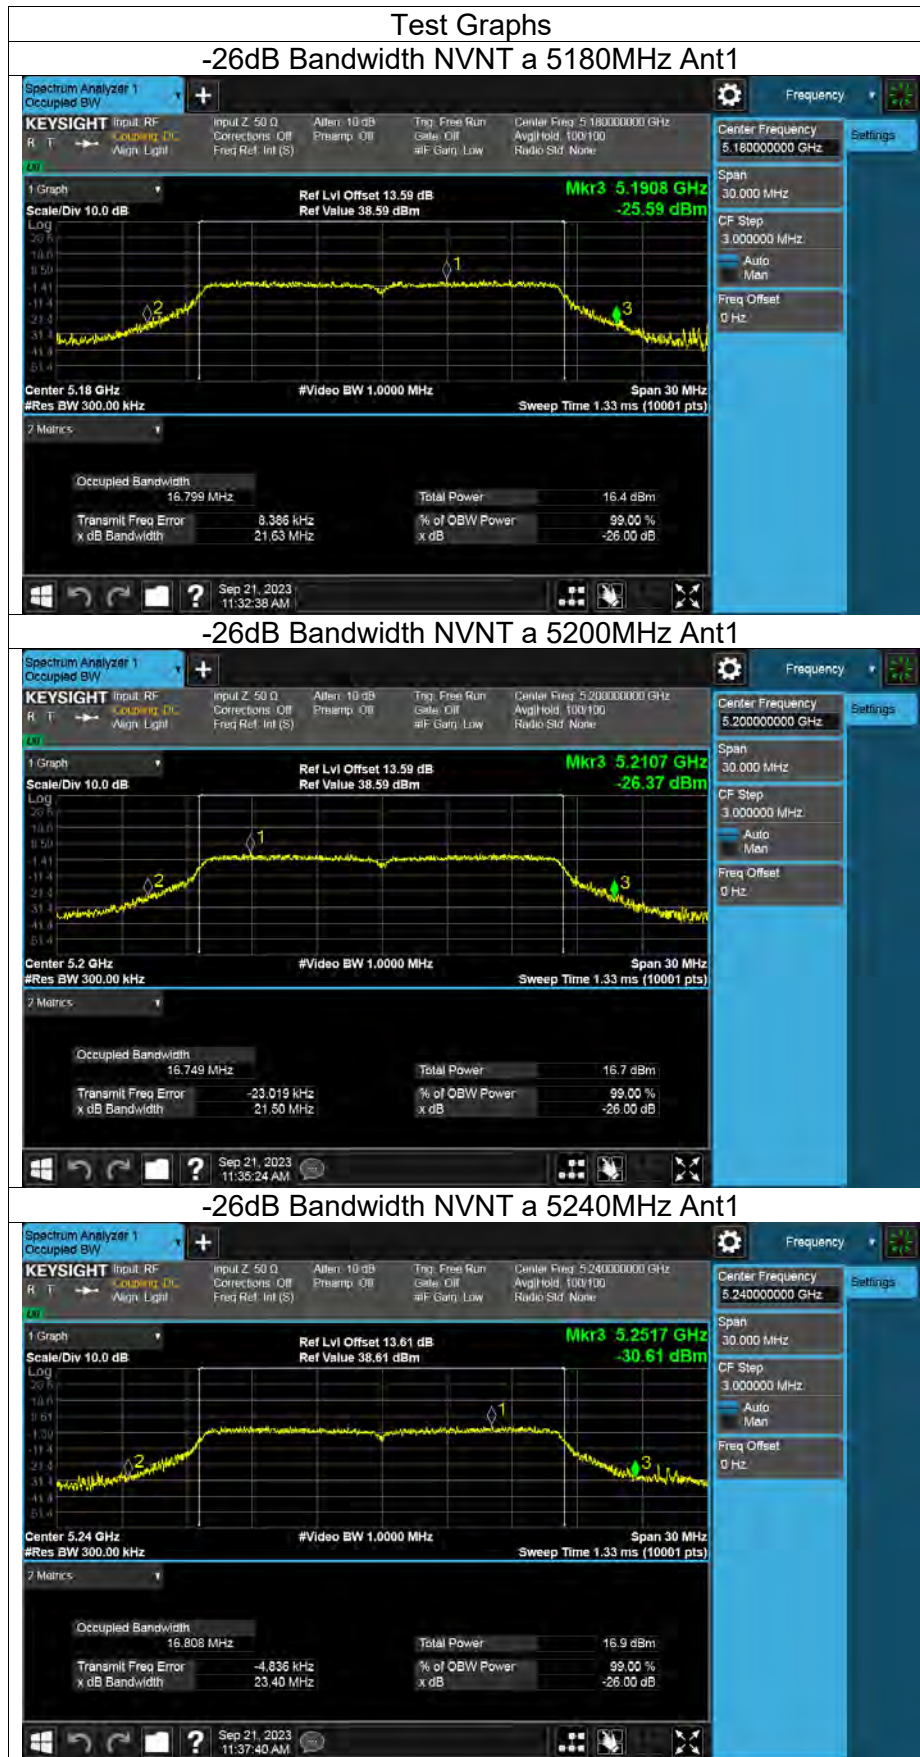 Test Graphs
-26dB Bandwidth NVNT a 5180MHz Ant1
Spectrum Analyzer 1
Occupied BW
+
Frequency
KEYSIGHT Input: RF
R T
Coupling: DC
Align: Light
Input Z: 50 Ω
Corrections: Off
Freq Ref: Int (S)
Atten: 10 dB
Preamp: Off
Trig: Free Run
Gate: Off
#IF Gain: Low
Center Freq: 5.180000000 GHz
Avg|Hold: 100/100
Radio Std: None
Center Frequency
5.180000000 GHz
Settings
Span
30.000 MHz
CF Step
3.000000 MHz
Auto
Man
Freq Offset
0 Hz
1 Graph
Scale/Div 10.0 dB
Ref Lvl Offset 13.59 dB
Ref Value 38.59 dBm
Mkr3 5.1908 GHz
-25.59 dBm
Log
1
2
3
Center 5.18 GHz
#Res BW 300.00 kHz
#Video BW 1.0000 MHz
Span 30 MHz
Sweep Time 1.33 ms (10001 pts)
2 Metrics
Occupied Bandwidth
16.799 MHz
Total Power 16.4 dBm
Transmit Freq Error 8.386 kHz
% of OBW Power 99.00 %
x dB Bandwidth 21.63 MHz
x dB -26.00 dB
?
Sep 21, 2023
11:32:38 AM
-26dB Bandwidth NVNT a 5200MHz Ant1
Spectrum Analyzer 1
Occupied BW
+
Frequency
KEYSIGHT Input: RF
R T
Coupling: DC
Align: Light
Input Z: 50 Ω
Corrections: Off
Freq Ref: Int (S)
Atten: 10 dB
Preamp: Off
Trig: Free Run
Gate: Off
#IF Gain: Low
Center Freq: 5.200000000 GHz
Avg|Hold: 100/100
Radio Std: None
Center Frequency
5.200000000 GHz
Settings
Span
30.000 MHz
CF Step
3.000000 MHz
Auto
Man
Freq Offset
0 Hz
1 Graph
Scale/Div 10.0 dB
Ref Lvl Offset 13.59 dB
Ref Value 38.59 dBm
Mkr3 5.2107 GHz
-26.37 dBm
Log
1
2
3
Center 5.2 GHz
#Res BW 300.00 kHz
#Video BW 1.0000 MHz
Span 30 MHz
Sweep Time 1.33 ms (10001 pts)
2 Metrics
Occupied Bandwidth
16.749 MHz
Total Power 16.7 dBm
Transmit Freq Error -23.019 kHz
% of OBW Power 99.00 %
x dB Bandwidth 21.50 MHz
x dB -26.00 dB
?
Sep 21, 2023
11:35:24 AM
-26dB Bandwidth NVNT a 5240MHz Ant1
Spectrum Analyzer 1
Occupied BW
+
Frequency
KEYSIGHT Input: RF
R T
Coupling: DC
Align: Light
Input Z: 50 Ω
Corrections: Off
Freq Ref: Int (S)
Atten: 10 dB
Preamp: Off
Trig: Free Run
Gate: Off
#IF Gain: Low
Center Freq: 5.240000000 GHz
Avg|Hold: 100/100
Radio Std: None
Center Frequency
5.240000000 GHz
Settings
Span
30.000 MHz
CF Step
3.000000 MHz
Auto
Man
Freq Offset
0 Hz
1 Graph
Scale/Div 10.0 dB
Ref Lvl Offset 13.61 dB
Ref Value 38.61 dBm
Mkr3 5.2517 GHz
-30.61 dBm
Log
1
2
3
Center 5.24 GHz
#Res BW 300.00 kHz
#Video BW 1.0000 MHz
Span 30 MHz
Sweep Time 1.33 ms (10001 pts)
2 Metrics
Occupied Bandwidth
16.808 MHz
Total Power 16.9 dBm
Transmit Freq Error -4.836 kHz
% of OBW Power 99.00 %
x dB Bandwidth 23.40 MHz
x dB -26.00 dB
?
Sep 21, 2023
11:37:40 AM